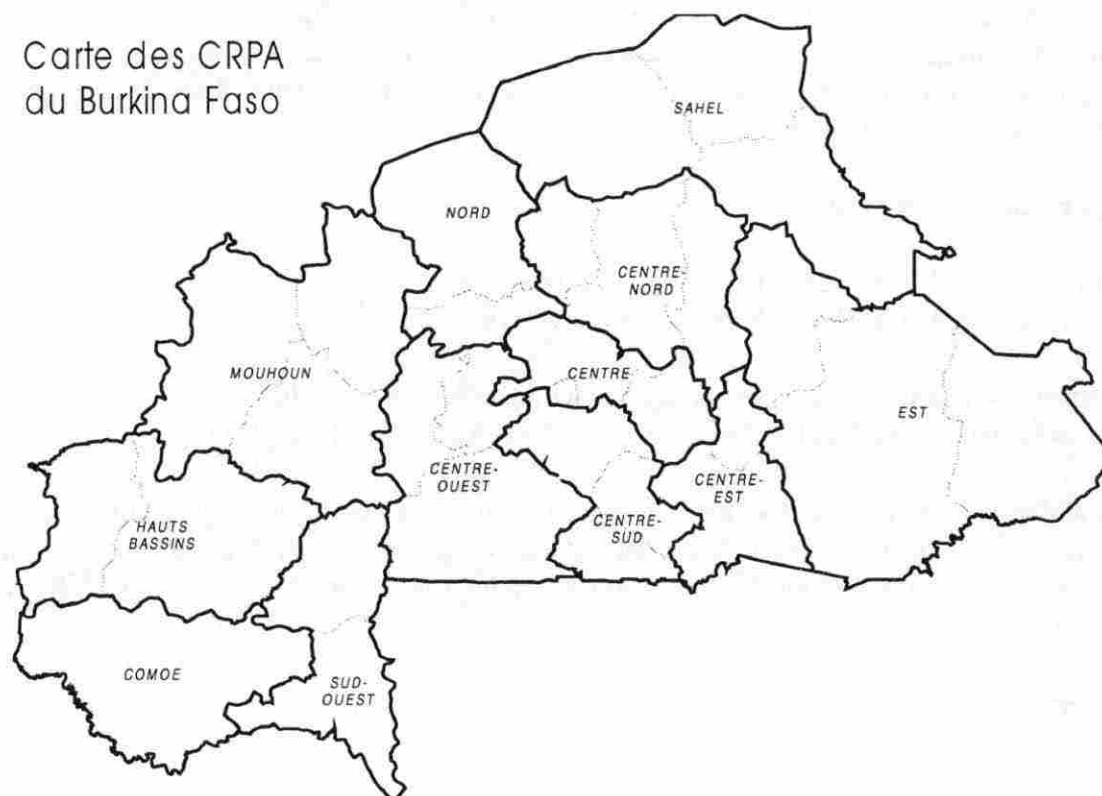 Carte des CRPA
du Burkina Faso
SAHEL
NORD
CENTRE-
NORD
MOUHOUN
CENTRE
EST
CENTRE-
OUEST
CENTRE-
EST
HAUTS
BASSINS
CENTRE-
SUD
COMOE
SUD-
OUEST